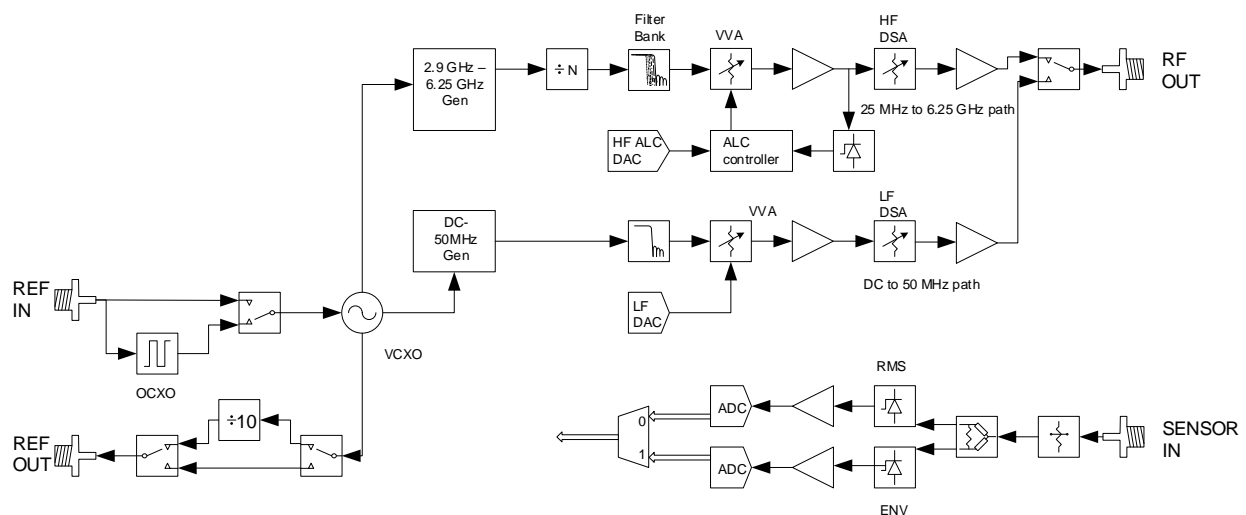 Filter
Bank
VVA
HF
DSA
2.9 GHz –
6.25 GHz
Gen
÷ N
RF
OUT
25 MHz to 6.25 GHz path
HF ALC
DAC
ALC
controller
DC-
50MHz
Gen
VVA
LF
DSA
DC to 50 MHz path
LF
DAC
REF
IN
OCXO
VCXO
÷10
REF
OUT
RMS
ADC
0
1
ADC
SENSOR
IN
ENV